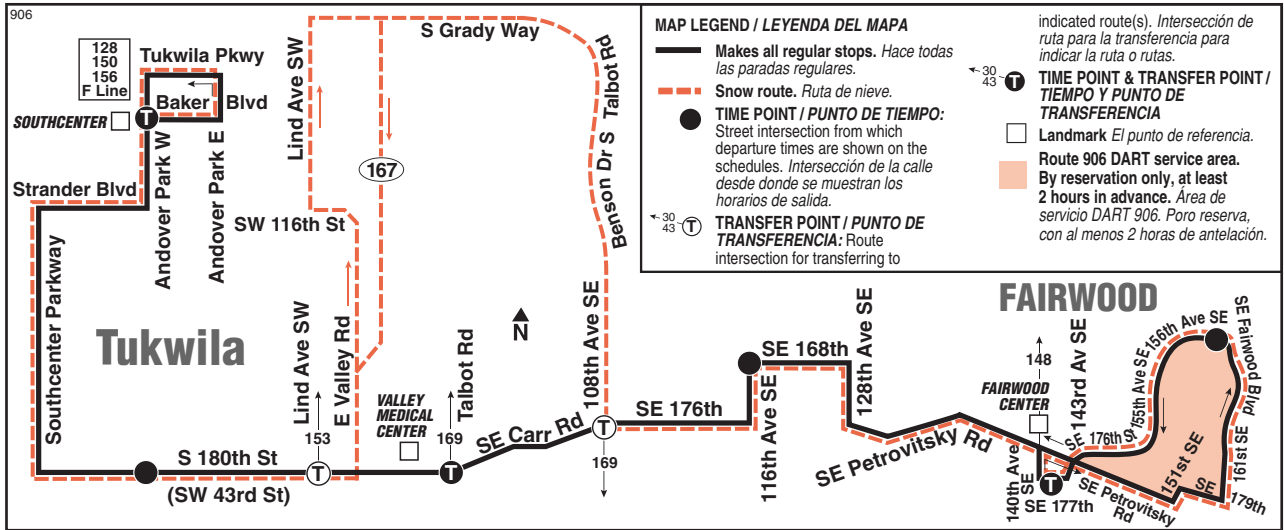 906
128
150
156
F Line
Tukwila Pkwy
Baker Blvd
SOUTHCENTER
T
Strander Blvd
Andover Park W
Andover Park E
Southcenter Parkway
Tukwila
S 180th St
(SW 43rd St)
Lind Ave SW
SW 116th St
Lind Ave SW
E Valley Rd
153
T
167
S Grady Way
Benson Dr S
Talbot Rd
VALLEY
MEDICAL
CENTER
Talbot Rd
169
T
N
SE Carr Rd
108th Ave SE
T
169
SE 176th
116th Ave SE
SE 168th
128th Ave SE
SE Petrovitsky Rd
FAIRWOOD
148
FAIRWOOD
CENTER
143rd Av SE
140th Ave
SE
T
SE 177th
SE 176th St
155th Ave SE
156th Ave SE
SE Fairwood Blvd
161st SE
151st SE
SE 179th
SE Petrovitsky
Rd
MAP LEGEND / LEYENDA DEL MAPA
Makes all regular stops. Hace todas
las paradas regulares.
Snow route. Ruta de nieve.
TIME POINT / PUNTO DE TIEMPO:
Street intersection from which
departure times are shown on the
schedules. Intersección de la calle
desde donde se muestran los
horarios de salida.
30
43
T
TRANSFER POINT / PUNTO DE
TRANSFERENCIA: Route
intersection for transferring to
indicated route(s). Intersección de
ruta para la transferencia para
indicar la ruta o rutas.
30
43
T
TIME POINT & TRANSFER POINT /
TIEMPO Y PUNTO DE
TRANSFERENCIA
Landmark El punto de referencia.
Route 906 DART service area.
By reservation only, at least
2 hours in advance. Área de
servicio DART 906. Poro reserva,
con al menos 2 horas de antelación.